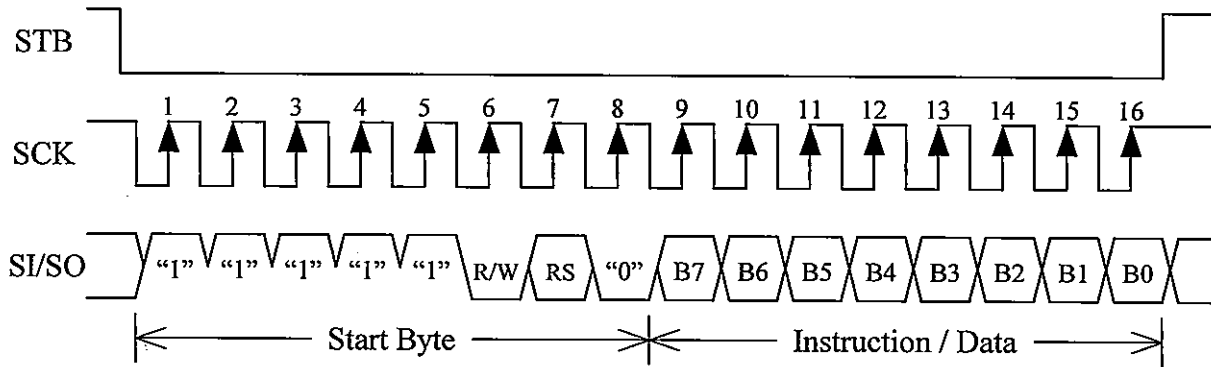 STB
1 2 3 4 5 6 7 8 9 10 11 12 13 14 15 16
SCK
SI/SO “1” “1” “1” “1” “1” R/W RS “0” B7 B6 B5 B4 B3 B2 B1 B0
Start Byte Instruction / Data